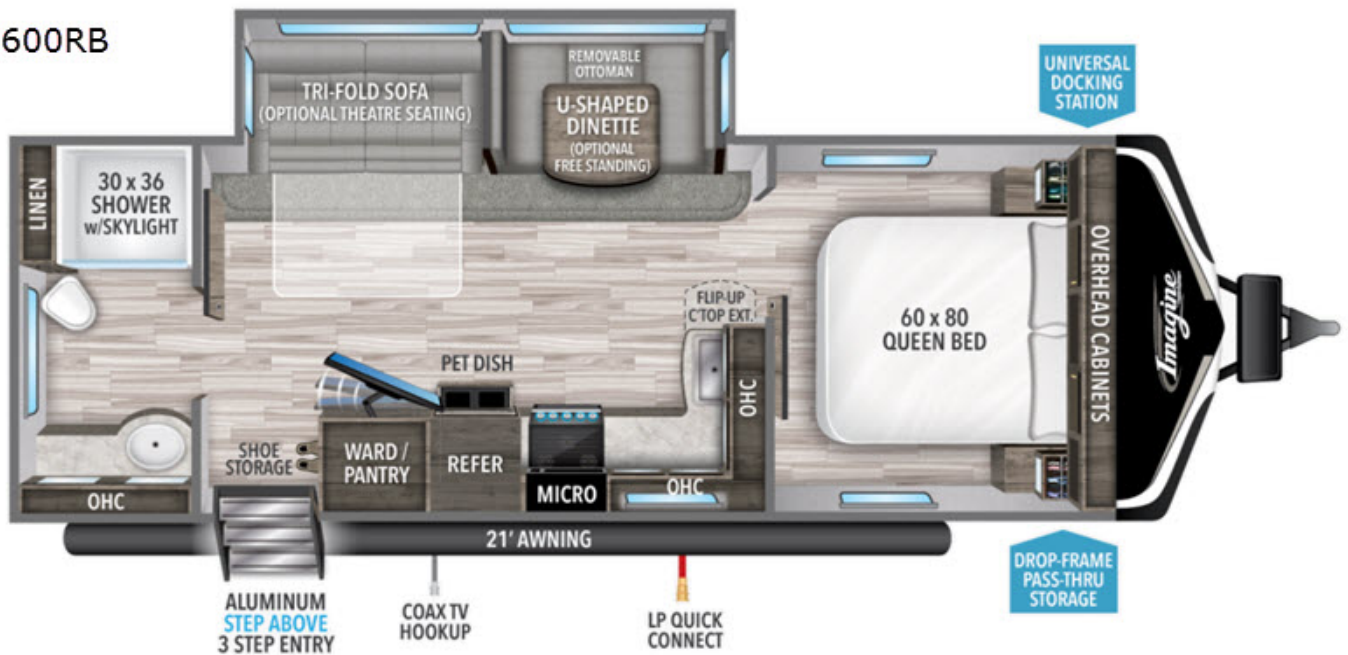 600RB
TRI-FOLD SOFA
(OPTIONAL THEATRE SEATING)
REMOVABLE
OTTOMAN
U-SHAPED
DINETTE
(OPTIONAL
FREE STANDING)
UNIVERSAL
DOCKING
STATION
LINEN
30 x 36
SHOWER
w/SKYLIGHT
FLIP-UP
C'TOP EXT.
60 x 80
QUEEN BED
OVERHEAD CABINETS
Imagine
PET DISH
OHC
SHOE
STORAGE
WARD /
PANTRY
REFER
MICRO
OHC
OHC
21' AWNING
DROP-FRAME
PASS-THRU
STORAGE
ALUMINUM
STEP ABOVE
3 STEP ENTRY
COAX TV
HOOKUP
LP QUICK
CONNECT